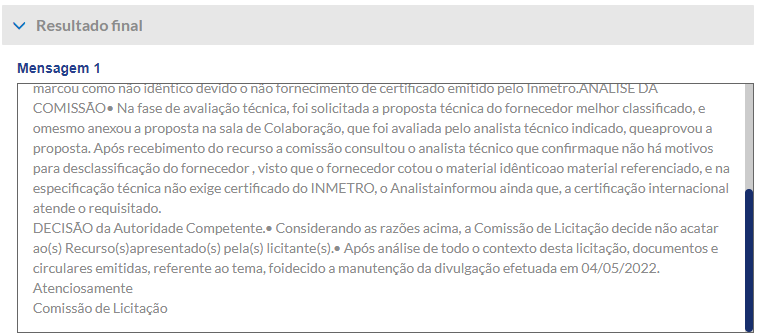 Resultado final
Mensagem 1
marcou como não idêntico devido o não fornecimento de certificado emitido pelo Inmetro.ANÁLISE DA
COMISSÃO• Na fase de avaliação técnica, foi solicitada a proposta técnica do fornecedor melhor classificado, e
omesmo anexou a proposta na sala de Colaboração, que foi avaliada pelo analista técnico indicado, queaprovou a
proposta. Após recebimento do recurso a comissão consultou o analista técnico que confirmaque não há motivos
para desclassificação do fornecedor , visto que o fornecedor cotou o material idênticoao material referenciado, e na
especificação técnica não exige certificado do INMETRO, o Analistainformou ainda que, a certificação internacional
atende o requisitado.
DECISÃO da Autoridade Competente.• Considerando as razões acima, a Comissão de Licitação decide não acatar
ao(s) Recurso(s)apresentado(s) pela(s) licitante(s).• Após análise de todo o contexto desta licitação, documentos e
circulares emitidas, referente ao tema, foidecido a manutenção da divulgação efetuada em 04/05/2022.
Atenciosamente
Comissão de Licitação